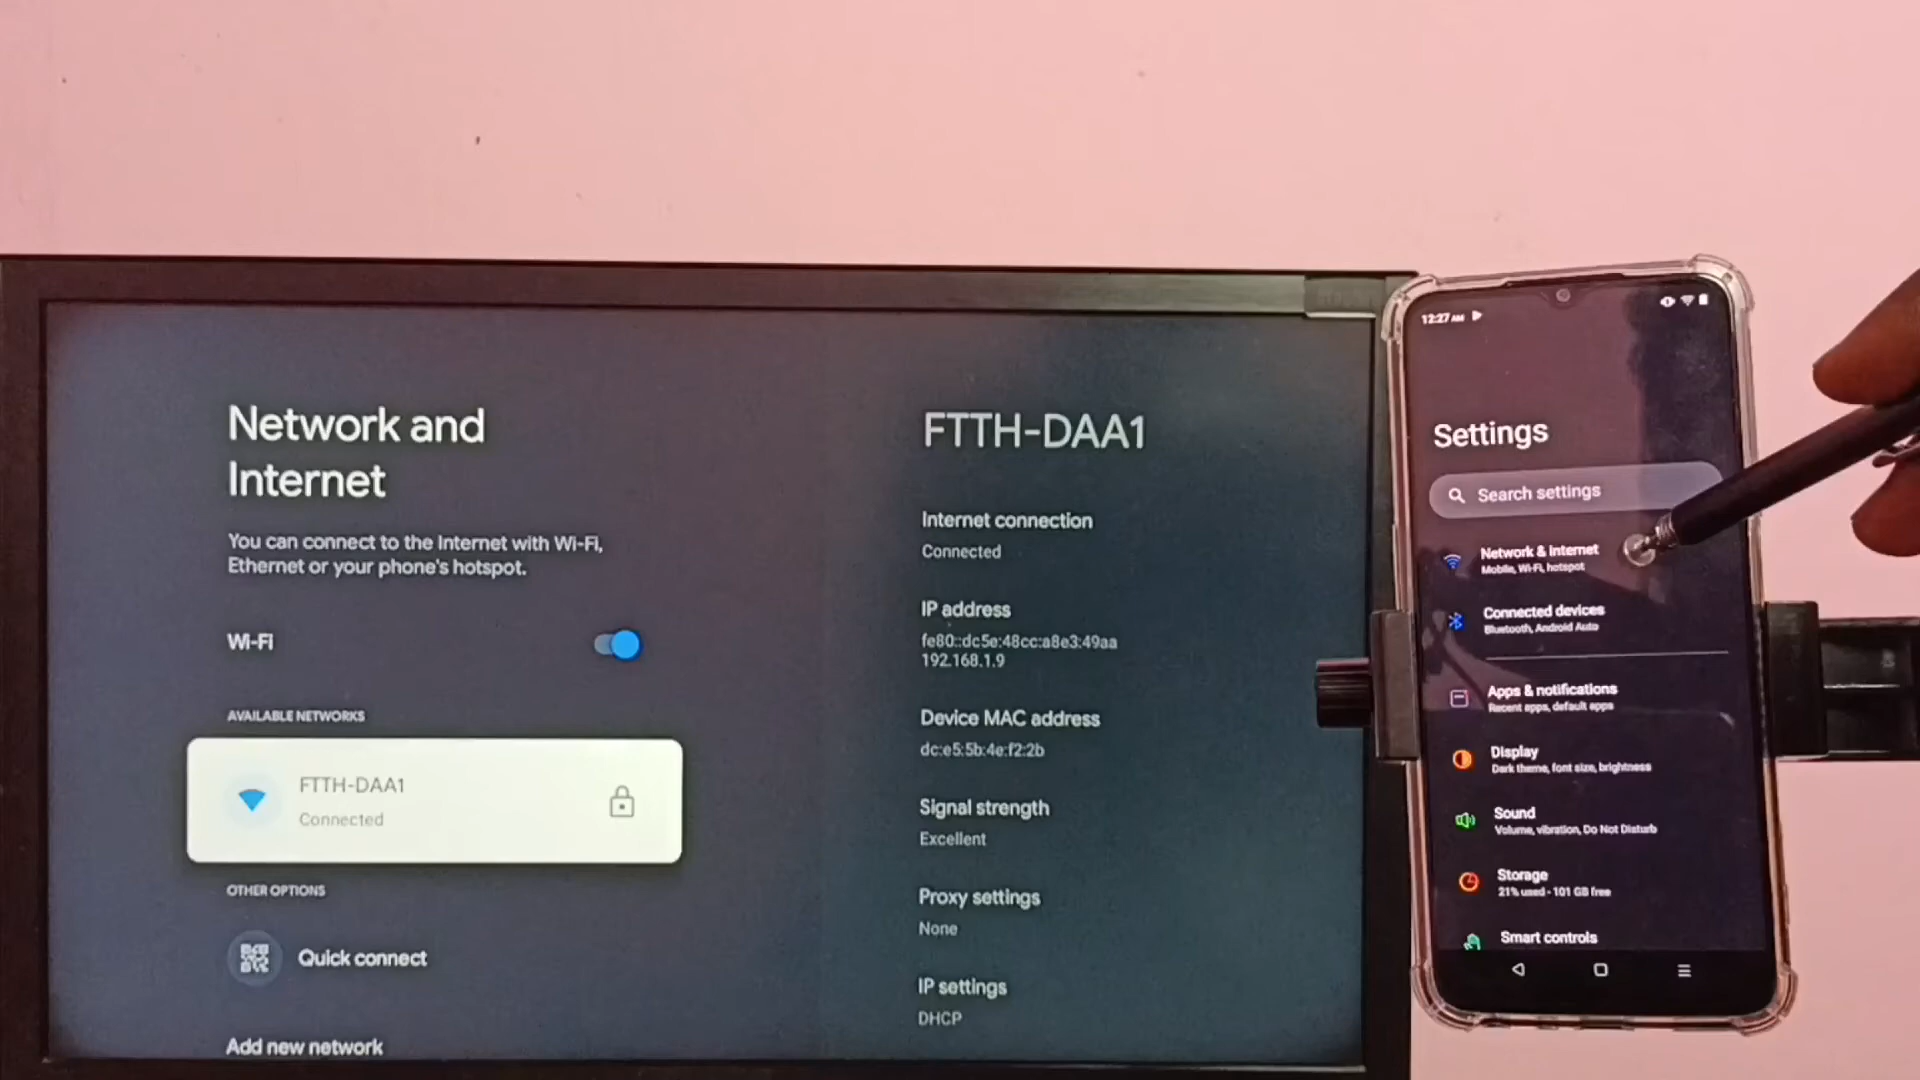 Network and
Internet
You can connect to the Internet with Wi-Fi,
Ethernet or your phone's hotspot.
Wi-Fi
AVAILABLE NETWORKS
FTTH-DAA1
Connected
OTHER OPTIONS
Quick connect
Add new network
FTTH-DAA1
Internet connection
Connected
IP address
fe80::dc5e:48cc:a8e3:49aa
192.168.1.9
Device MAC address
dc:e5:5b:4e:f2:2b
Signal strength
Excellent
Proxy settings
None
IP settings
DHCP
12:27 AM
Settings
Search settings
Network & internet
Mobile, Wi-Fi, hotspot
Connected devices
Bluetooth, Android Auto
Apps & notifications
Recent apps, default apps
Display
Dark theme, font size, brightness
Sound
Volume, vibration, Do Not Disturb
Storage
21% used - 101 GB free
Smart controls